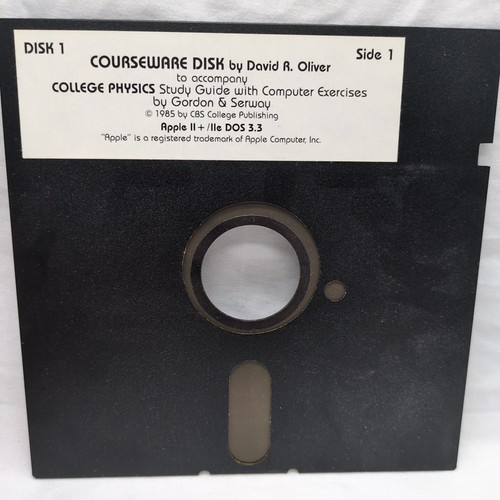 DISK 1
Side 1
COURSEWARE DISK by David R. Oliver
to accompany
COLLEGE PHYSICS Study Guide with Computer Exercises
by Gordon & Serway
© 1985 by CBS College Publishing
Apple II+/IIe DOS 3.3
"Apple" is a registered trademark of Apple Computer, Inc.